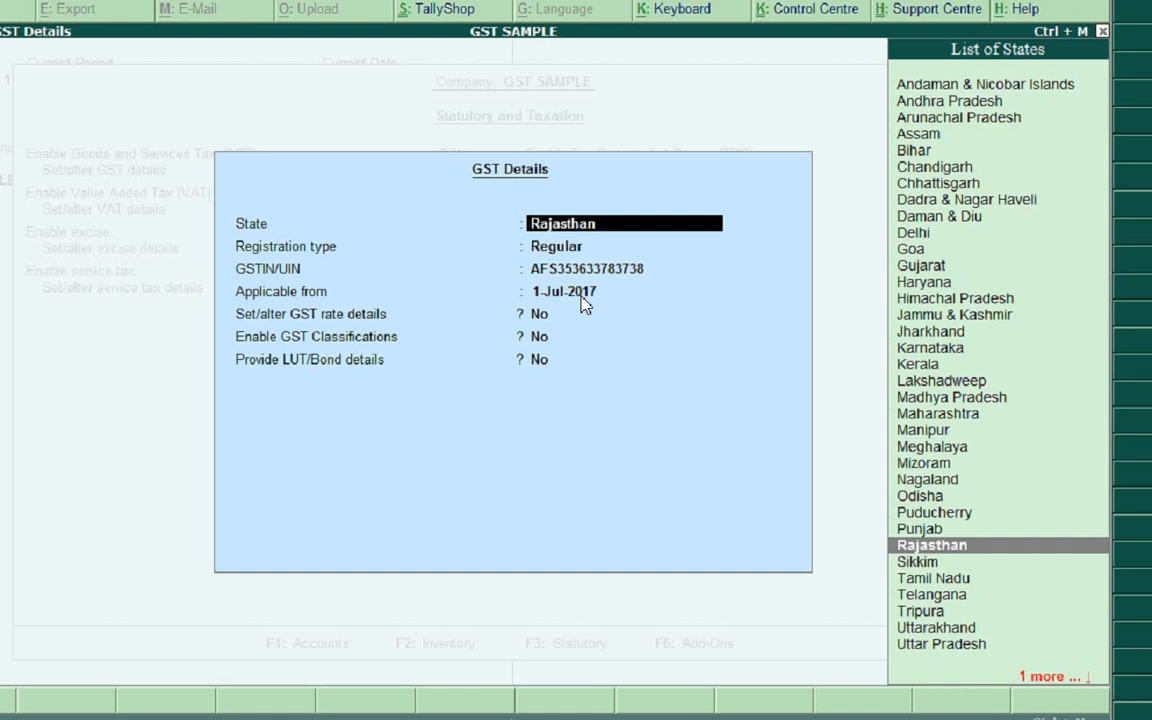 E: Export M: E-Mail O: Upload S: TallyShop G: Language K: Keyboard K: Control Centre H: Support Centre H: Help
GST Details GST SAMPLE Ctrl + M
List of States
Current Period Current Date
Company: GST SAMPLE
Statutory and Taxation
Enable Goods and Services Tax
Set/alter GST details
Enable Value Added Tax (VAT)
Set/alter VAT details
Enable excise
Set/alter excise details
Enable service tax
Set/alter service tax details
GST Details
State : Rajasthan
Registration type : Regular
GSTIN/UIN : AFS353633783738
Applicable from : 1-Jul-2017
Set/alter GST rate details ? No
Enable GST Classifications ? No
Provide LUT/Bond details ? No
Andaman & Nicobar Islands
Andhra Pradesh
Arunachal Pradesh
Assam
Bihar
Chandigarh
Chhattisgarh
Dadra & Nagar Haveli
Daman & Diu
Delhi
Goa
Gujarat
Haryana
Himachal Pradesh
Jammu & Kashmir
Jharkhand
Karnataka
Kerala
Lakshadweep
Madhya Pradesh
Maharashtra
Manipur
Meghalaya
Mizoram
Nagaland
Odisha
Puducherry
Punjab
Rajasthan
Sikkim
Tamil Nadu
Telangana
Tripura
Uttarakhand
Uttar Pradesh
1 more ... ↓
F1: Accounts F2: Inventory F3: Statutory F6: Add-Ons